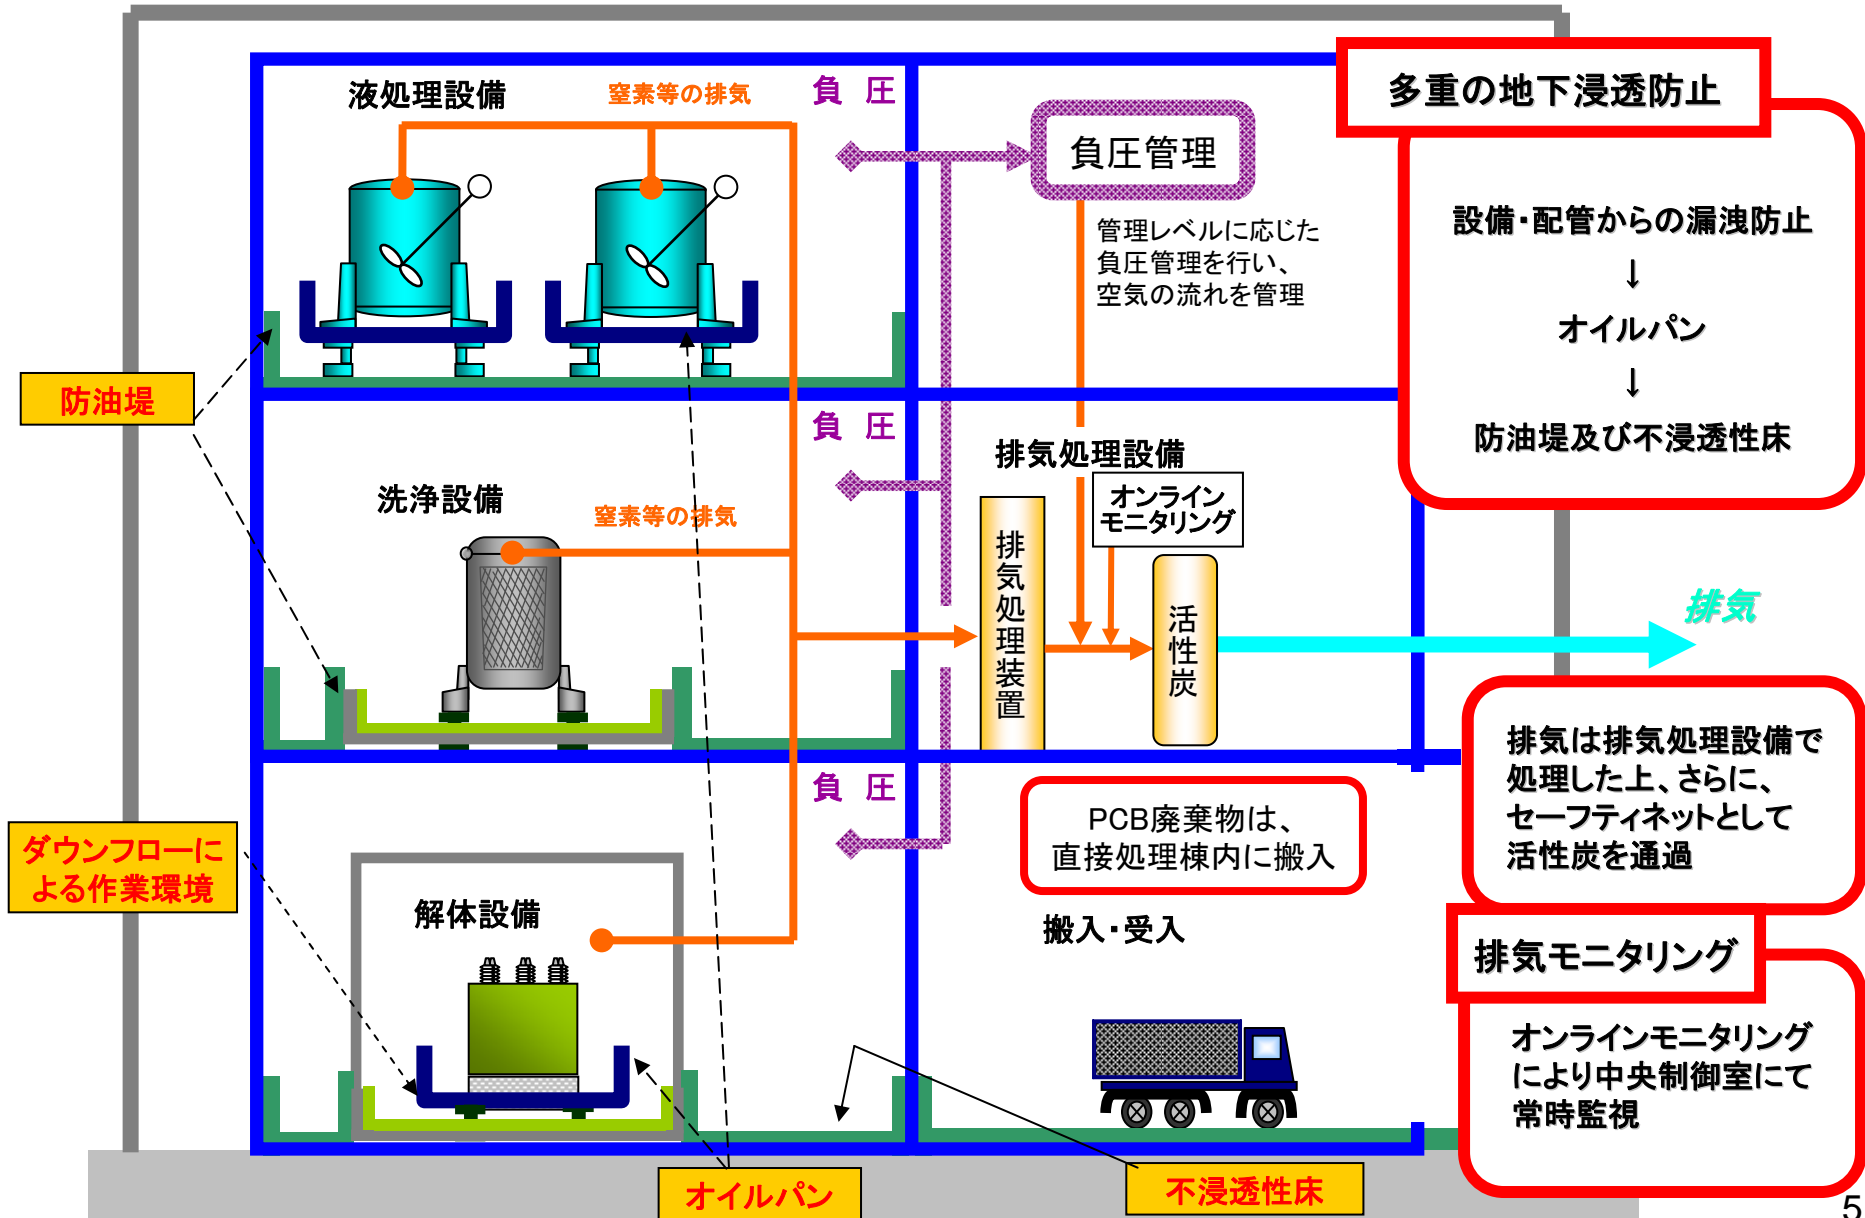 多重の地下浸透防止
液処理設備
窒素等の排気
負 圧
負圧管理
管理レベルに応じた
負圧管理を行い、
空気の流れを管理
設備・配管からの漏洩防止
↓
オイルパン
↓
防油堤及び不浸透性床
防油堤
負 圧
洗浄設備
窒素等の排気
排気処理設備
オンライン
モニタリング
排気処理装置
活性炭
排気
排気は排気処理設備で
処理した上、さらに、
セーフティネットとして
活性炭を通過
負 圧
PCB廃棄物は、
直接処理棟内に搬入
ダウンフローに
よる作業環境
解体設備
搬入・受入
排気モニタリング
オンラインモニタリング
により中央制御室にて
常時監視
オイルパン
不浸透性床
5